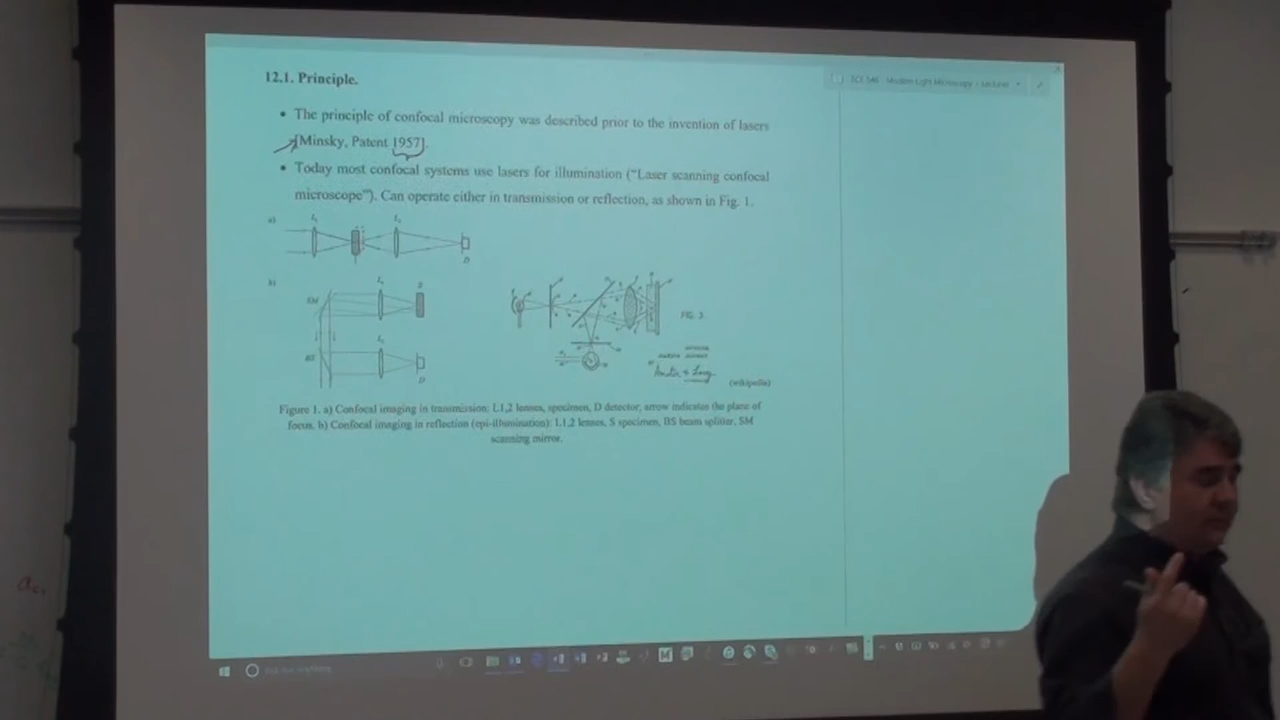 12.1. Principle.
• The principle of confocal microscopy was described prior to the invention of lasers
[Minsky, Patent 1957].
• Today most confocal systems use lasers for illumination ("Laser scanning confocal
microscope"). Can operate either in transmission or reflection, as shown in Fig. 1.
a)
D
b)
SM
S
BS
D
FIG. 3.
(wikipedia)
Figure 1. a) Confocal imaging in transmission: L1,2 lenses, specimen, D detector, arrow indicates the plane of
focus. b) Confocal imaging in reflection (epi-illumination): L1,2 lenses, S specimen, BS beam splitter, SM
scanning mirror.